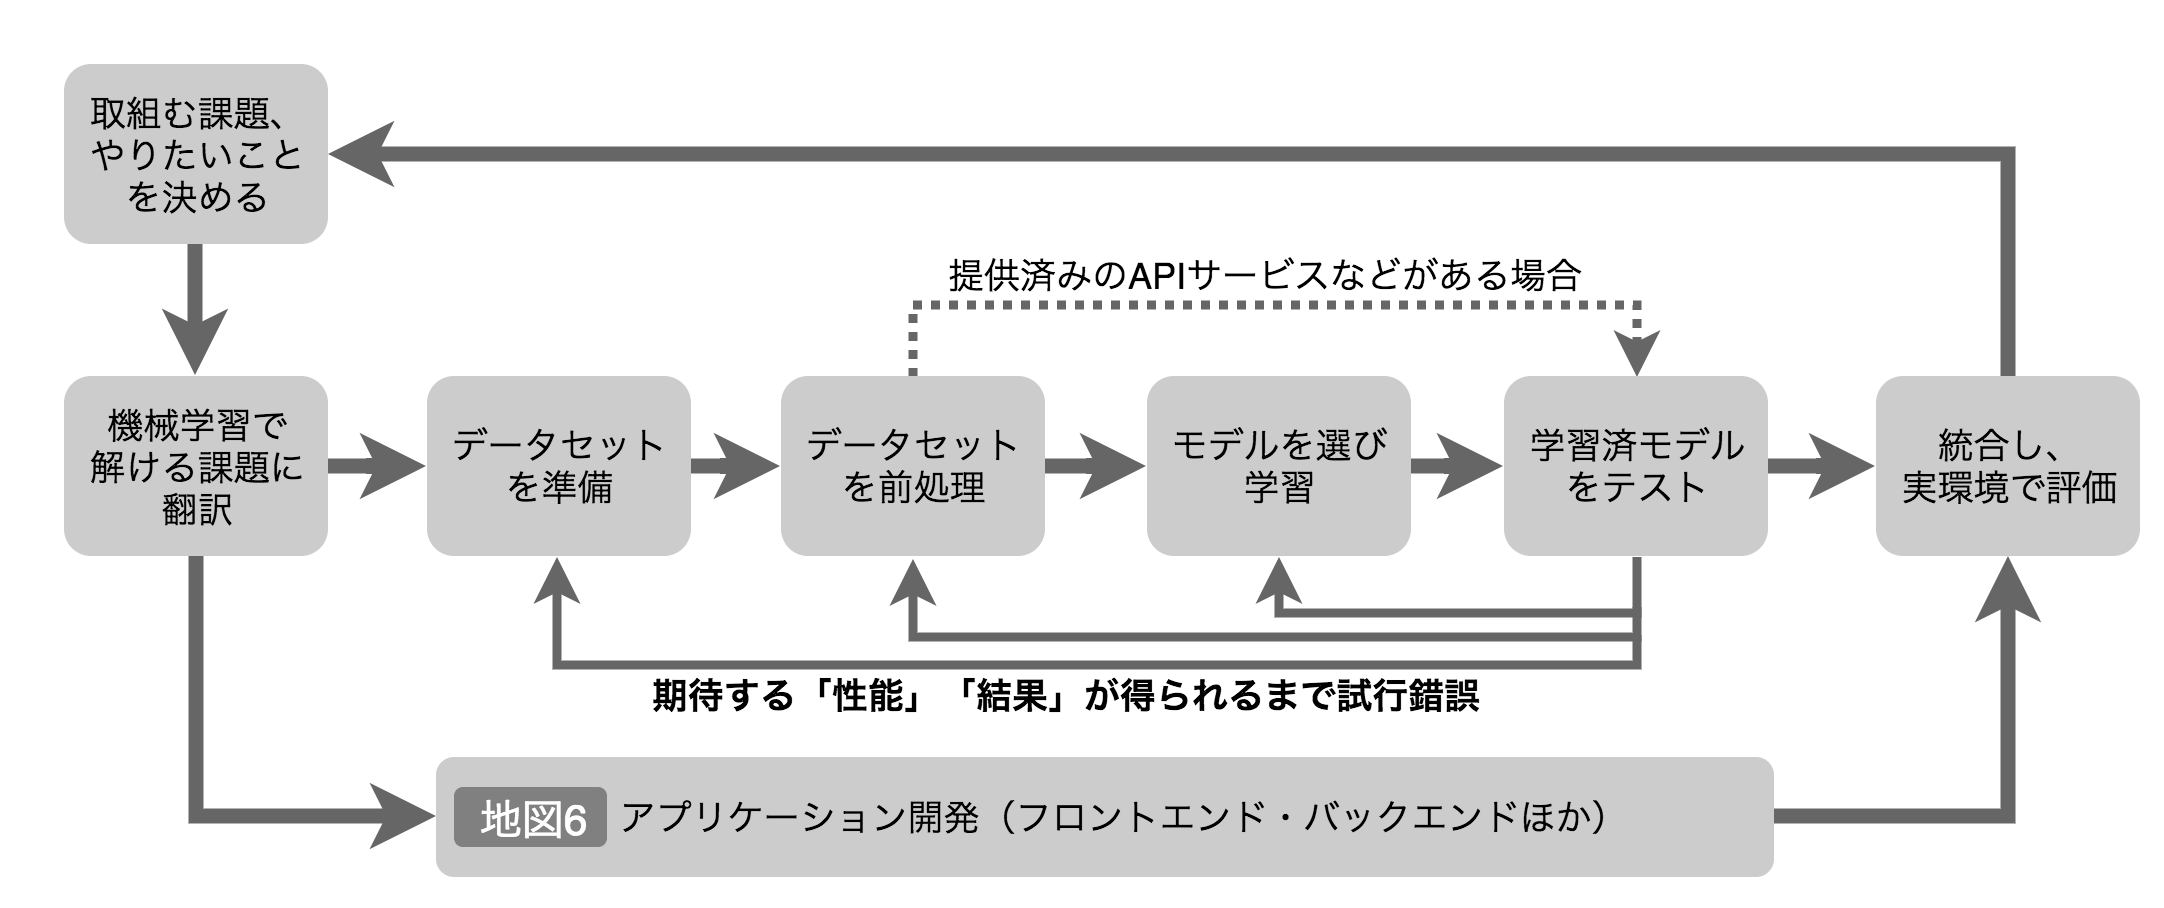 取組む課題、
やりたいこと
を決める
提供済みのAPIサービスなどがある場合
機械学習で
解ける課題に
翻訳
データセット
を準備
データセット
を前処理
モデルを選び
学習
学習済モデル
をテスト
統合し、
実環境で評価
期待する「性能」「結果」が得られるまで試行錯誤
地図6 アプリケーション開発（フロントエンド・バックエンドほか）